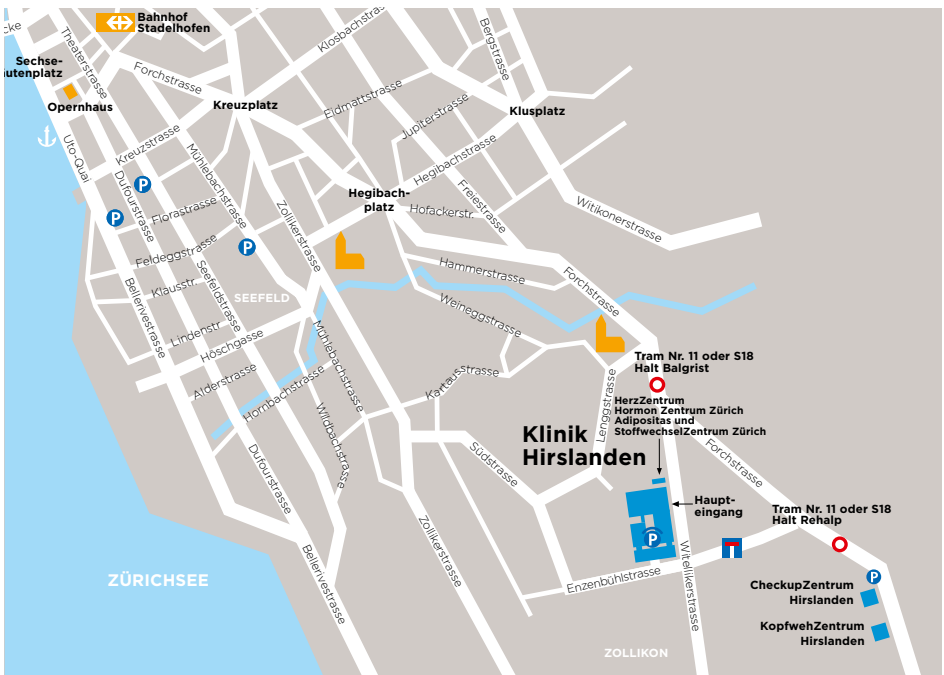 Bahnhof
Stadelhofen
cke
Theaterstrasse
Sechse-
utenplatz
Opernhaus
Forchstrasse
Klosbachstrasse
Bergstrasse
Kreuzplatz
Eidmattstrasse
Jupiterstrasse
Klusplatz
Uto-Quai
Kreuzstrasse
Mühlebachstrasse
Hegibachstrasse
Dufourstrasse
P
P
Florastrasse
Hegibach-
platz
Hofackerstr.
Freiestrasse
Witikonerstrasse
Zollikerstrasse
P
Feldeggstrasse
Klausstr.
SEEFELD
Seefeldstrasse
Hammerstrasse
Forchstrasse
Weineggstrasse
Bellerivestrasse
Lindenstr
Höschgasse
Mühlebachstrasse
Alderstrasse
Hornbachstrasse
Kartausstrasse
Tram Nr. 11 oder S18
Halt Balgrist
HerzZentrum
Hormon Zentrum Zürich
Adipositas und
StoffwechselZentrum Zürich
Lenggstrasse
Wildbachstrasse
Klinik
Hirslanden
Südstrasse
Forchstrasse
Dufourstrasse
Haupt-
eingang
Tram Nr. 11 oder S18
Halt Rehalp
P
Zollikerstrasse
Bellerivestrasse
Witellikerstrasse
Enzenbühlstrasse
ZÜRICHSEE
P
CheckupZentrum
Hirslanden
KopfwehZentrum
Hirslanden
ZOLLIKON